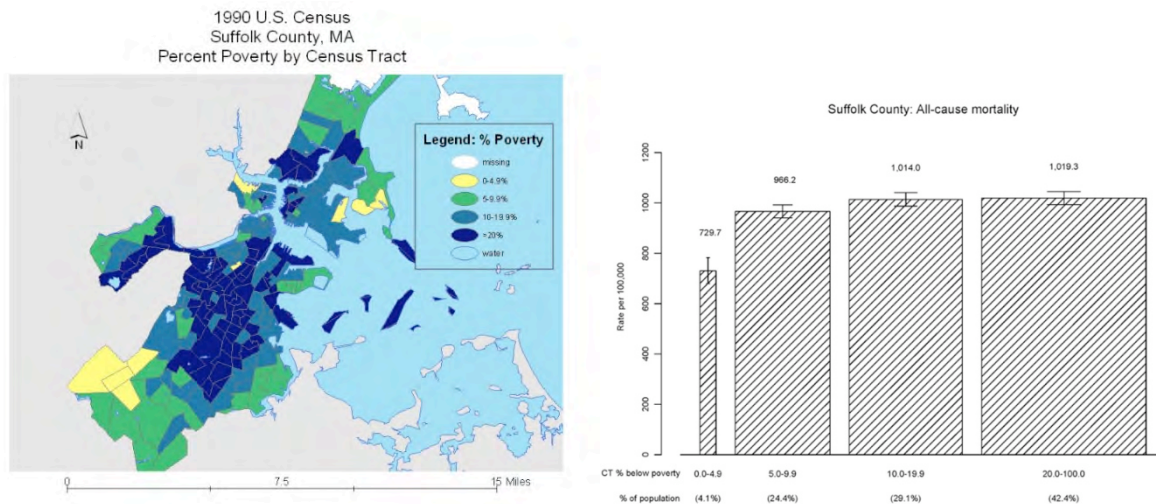 1990 U.S. Census
Suffolk County, MA
Percent Poverty by Census Tract
N
Legend: % Poverty
missing
0-4.9%
5-9.9%
10-19.9%
=20%
water
0 7.5 15 Miles
Suffolk County: All-cause mortality
Rate per 100,000
1200
1000
800
600
400
200
0
729.7
966.2
1,014.0
1,019.3
CT % below poverty 0.0-4.9 5.0-9.9 10.0-19.9 20.0-100.0
% of population (4.1%) (24.4%) (29.1%) (42.4%)